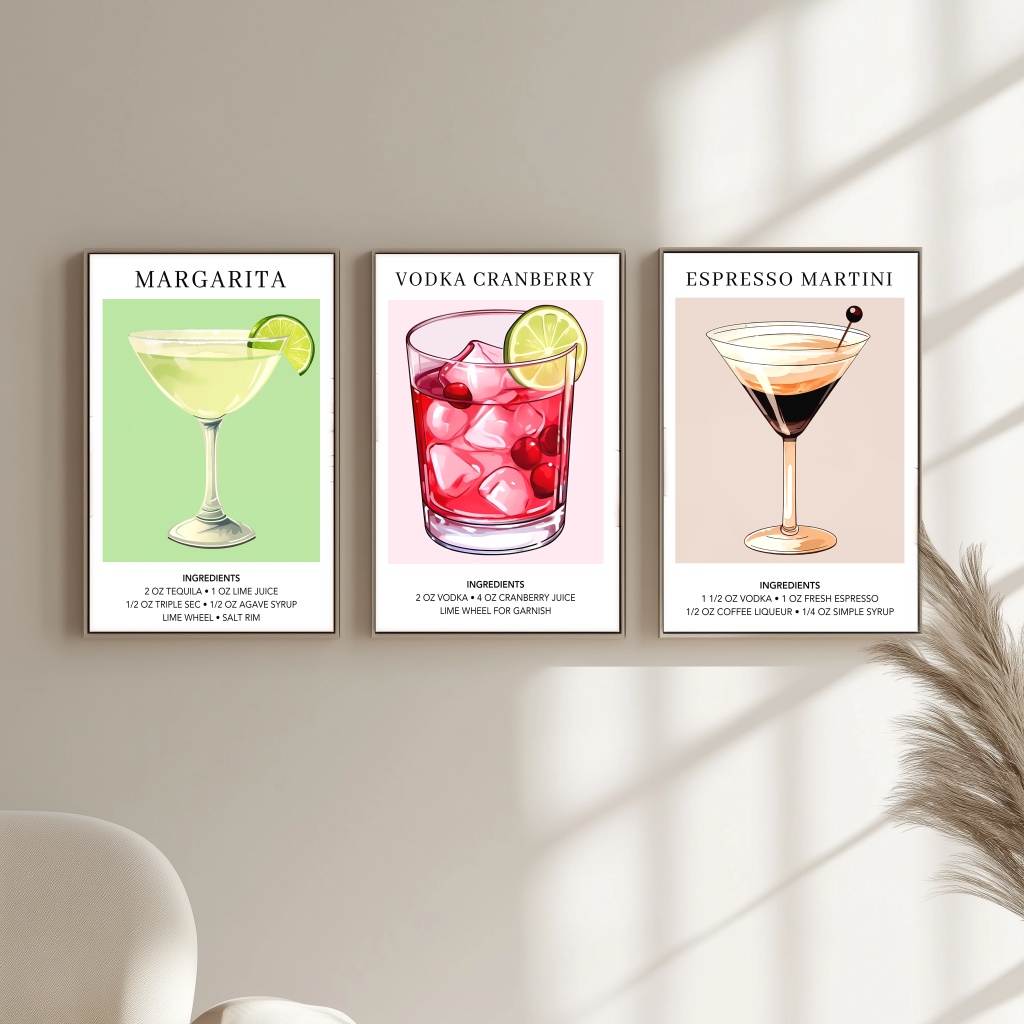 MARGARITA
INGREDIENTS
2 OZ TEQUILA • 1 OZ LIME JUICE
1/2 OZ TRIPLE SEC • 1/2 OZ AGAVE SYRUP
LIME WHEEL • SALT RIM
VODKA CRANBERRY
INGREDIENTS
2 OZ VODKA • 4 OZ CRANBERRY JUICE
LIME WHEEL FOR GARNISH
ESPRESSO MARTINI
INGREDIENTS
1 1/2 OZ VODKA • 1 OZ FRESH ESPRESSO
1/2 OZ COFFEE LIQUEUR • 1/4 OZ SIMPLE SYRUP